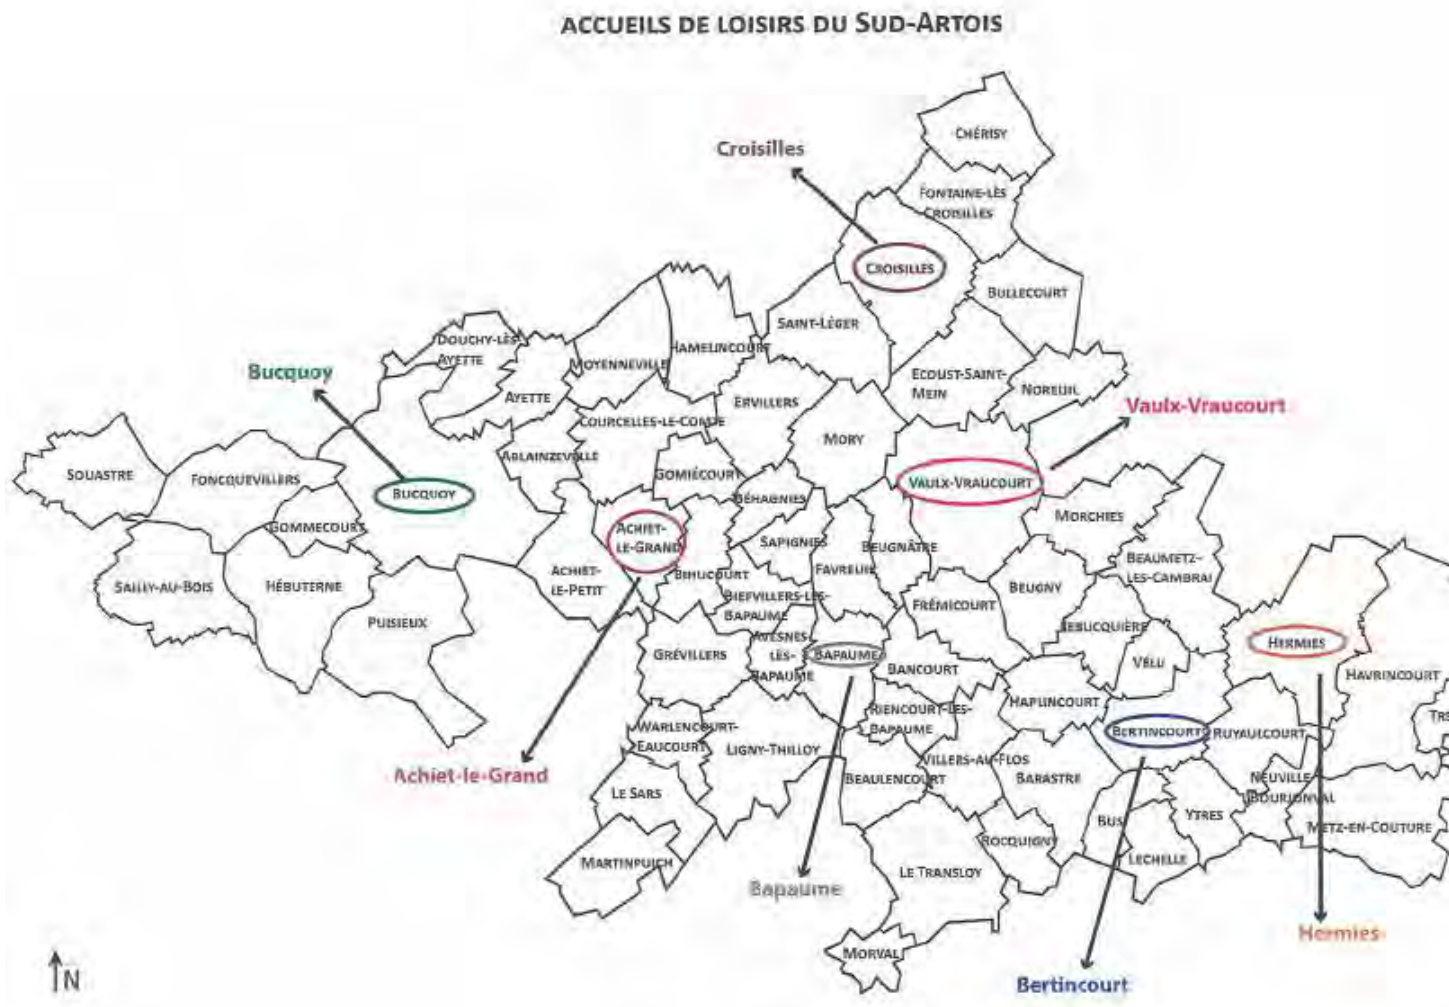 ACCUEILS DE LOISIRS DU SUD-ARTOIS
CHÉRISY
Croisilles
FONTAINE-LÈS
CROISILLES
CROISILLES
BULLECOURT
SAINT-LÉGER
DOUCHY-LÈS-
AYETTE
HAMELINCOURT
MOYENNEVILLE
Bucquoy
ECOUST-SAINT-
MEIN
NOREUIL
AYETTE
ERVILLERS
Vaulx-Vraucourt
COURCELLES-LE-COMTE
MORY
ABLAINZEVILLE
SOUASTRE
FONCQUEVILLERS
GOMIÉCOURT
VAULX-VRAUCOURT
BUCQUOY
BÉHAGNIES
MORCHIES
GOMMECOURT
ACHIET-
LE-GRAND
SAPIGNIES
BEUGNÂTRE
BEAUMETZ-
LES-CAMBRAI
ACHIET-
LE-PETIT
BIHUCOURT
FAVREUIL
SAILLY-AU-BOIS
HÉBUTERNE
BEUGNY
BIEFVILLERS-LES-
BAPAUME
FRÉMICOURT
PUISIEUX
LEBUCQUIÈRE
AVESNES-
LÈS-
BAPAUME
HERMIES
GRÉVILLERS
BAPAUME
VÉLU
BANCOURT
HAVRINCOURT
HAPLINCOURT
RIENCOURT-LES-
BAPAUME
TRE
WARLENCOURT-
EAUCOURT
BERTINCOURT
RUYAULCOURT
LIGNY-THILLOY
VILLERS-AU-FLOS
Achiet-le-Grand
BEAULENCOURT
BARASTRE
NEUVILLE-
BOURJONVAL
LE SARS
BUS
YTRES
METZ-EN-COUTURE
ROCQUIGNY
MARTINPUICH
LECHELLE
LE TRANSLOY
Bapaume
Hermies
MORVAL
N
Bertincourt